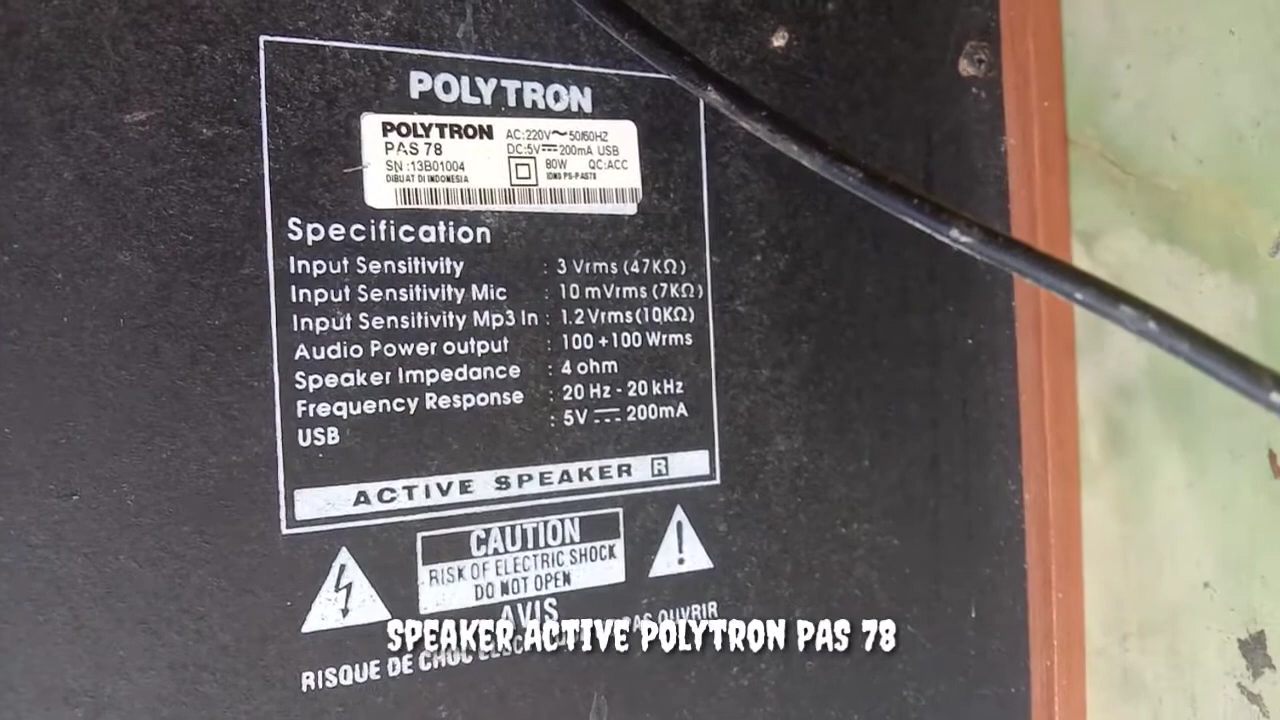 POLYTRON
POLYTRON AC:220V～50/60HZ
PAS 78 DC:5V⎓200mA USB
SN :13B01004 80W QC:ACC
DIBUAT DI INDONESIA
Specification
Input Sensitivity : 3 Vrms (47KΩ)
Input Sensitivity Mic : 10 mVrms (7KΩ)
Input Sensitivity Mp3 In : 1.2 Vrms(10KΩ)
Audio Power output : 100 +100 Wrms
Speaker Impedance : 4 ohm
Frequency Response : 20 Hz - 20 kHz
USB : 5V ⎓ 200mA
ACTIVE SPEAKER R
CAUTION
RISK OF ELECTRIC SHOCK
DO NOT OPEN
AVIS
RISQUE DE CHOC PAS OUVRIR
SPEAKER ACTIVE POLYTRON PAS 78